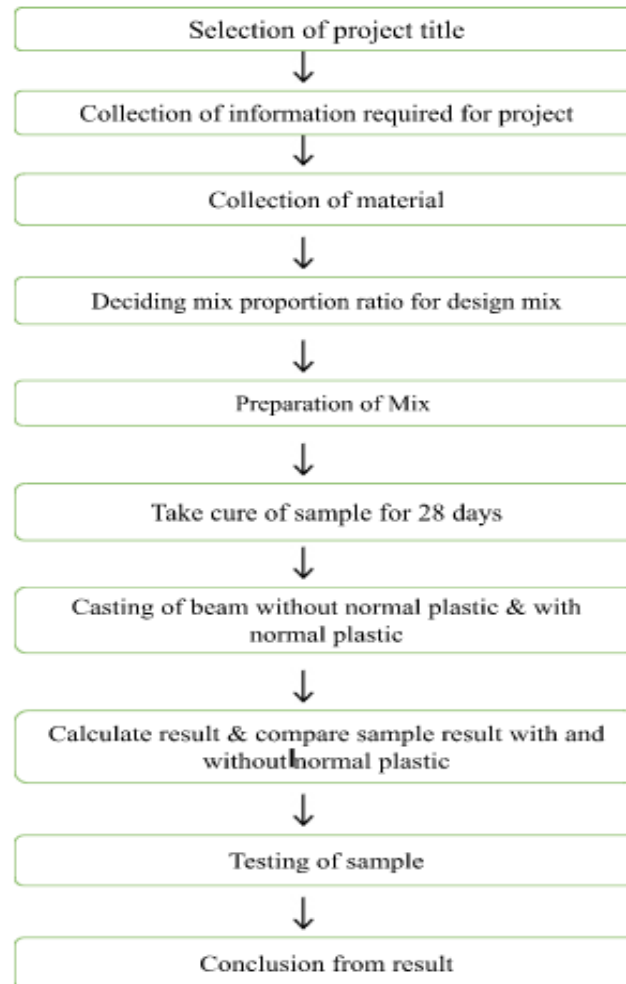 Selection of project title
Collection of information required for project
Collection of material
Deciding mix proportion ratio for design mix
Preparation of Mix
Take cure of sample for 28 days
Casting of beam without normal plastic & with
normal plastic
Calculate result & compare sample result with and
without normal plastic
Testing of sample
Conclusion from result